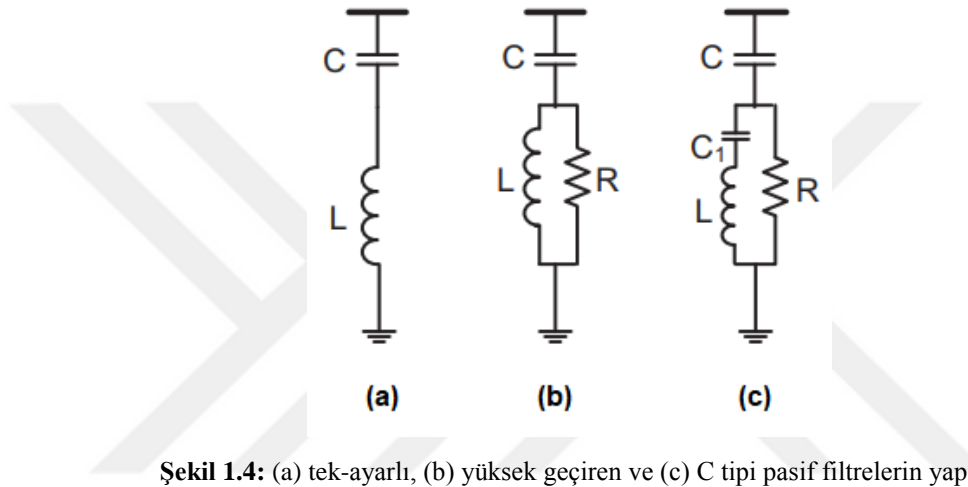 C C C
C1
L L R L R
(a) (b) (c)
Şekil 1.4: (a) tek-ayarlı, (b) yüksek geçiren ve (c) C tipi pasif filtrelerin yap